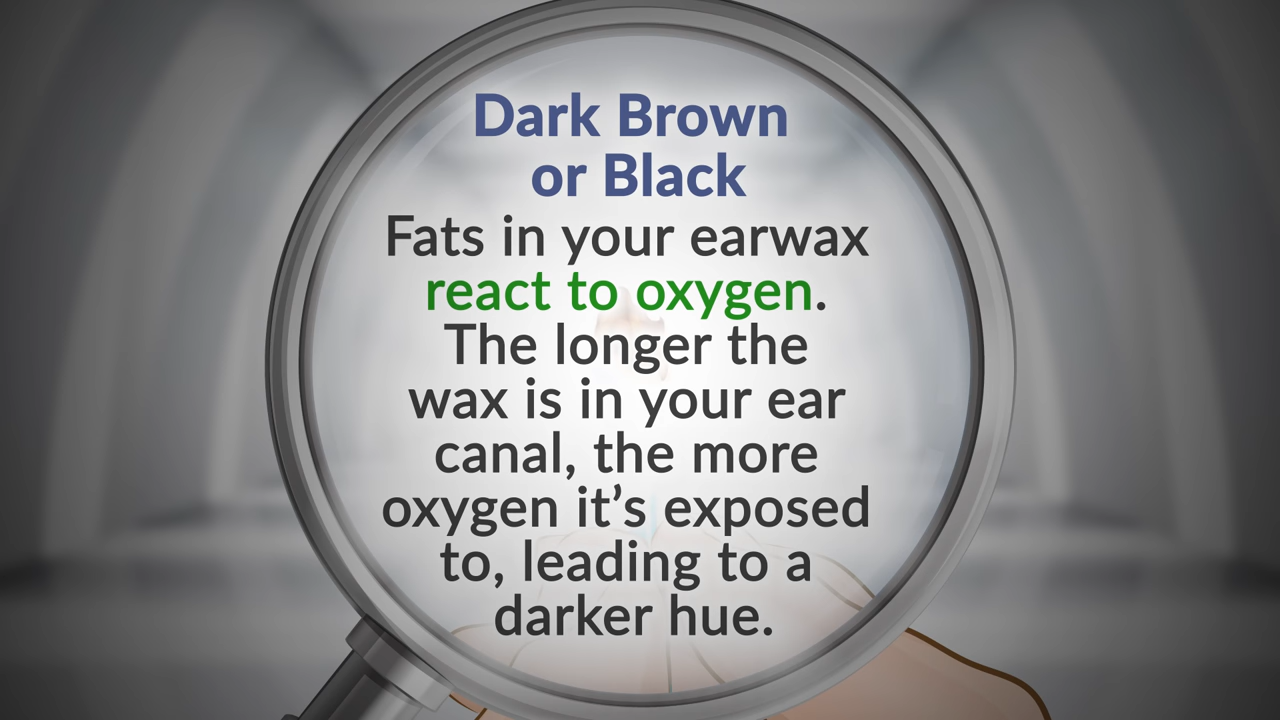 Dark Brown
or Black
Fats in your earwax
react to oxygen.
The longer the
wax is in your ear
canal, the more
oxygen it’s exposed
to, leading to a
darker hue.